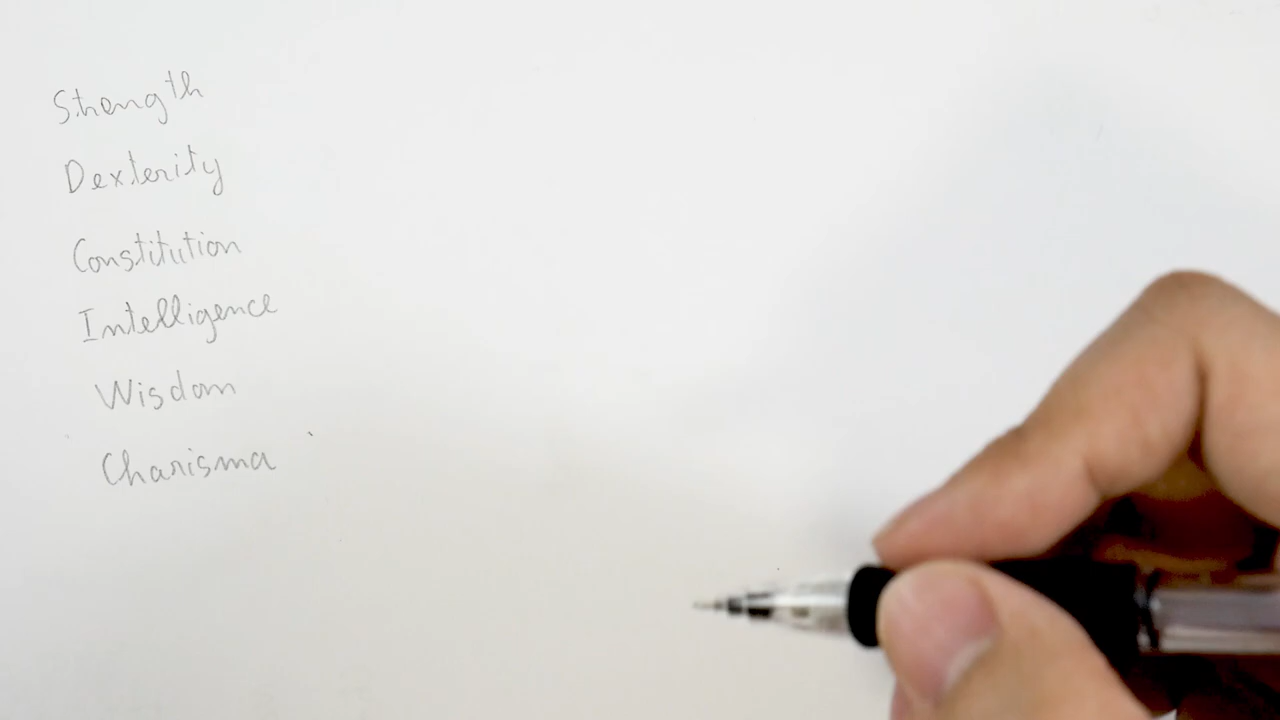 Strength
Dexterity
Constitution
Intelligence
Wisdom
Charisma